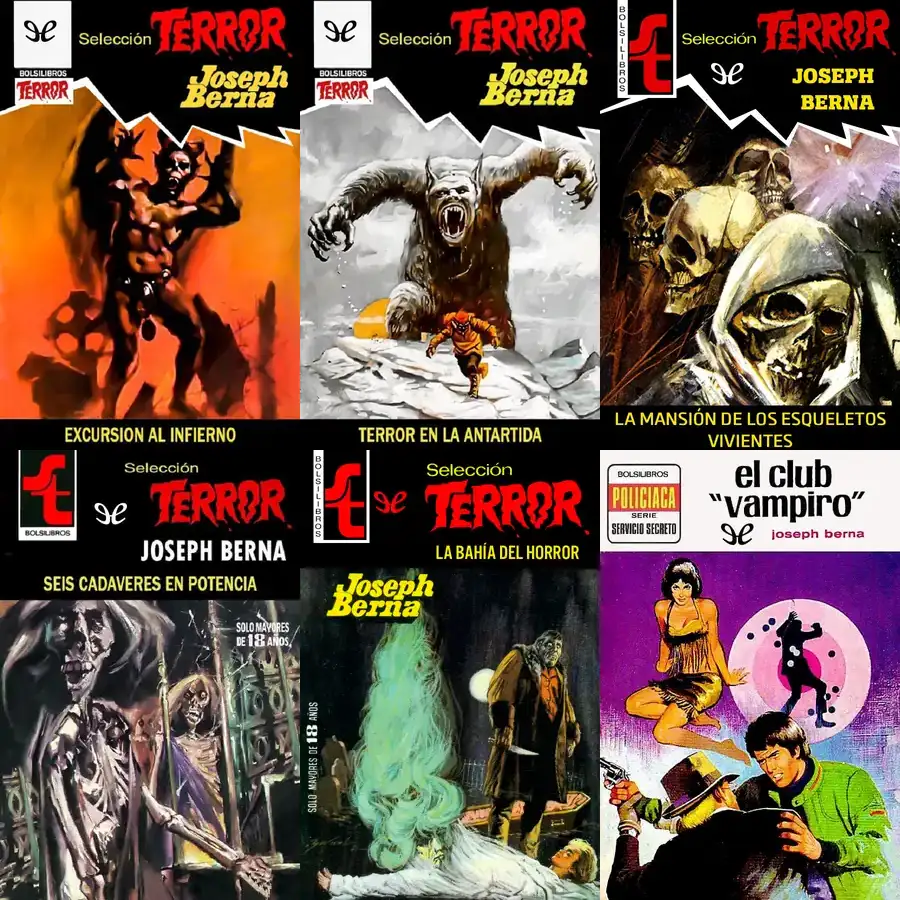 Selección TERROR
BOLSILIBROS
TERROR
Joseph
Berna
EXCURSION AL INFIERNO
Selección TERROR
BOLSILIBROS
TERROR
Joseph
Berna
TERROR EN LA ANTARTIDA
BOLSILIBROS
st
Selección TERROR
JOSEPH
BERNA
LA MANSIÓN DE LOS ESQUELETOS
VIVIENTES
st
BOLSILIBROS
Selección
TERROR
JOSEPH BERNA
SEIS CADAVERES EN POTENCIA
SOLO MAYORES
DE 18 AÑOS
BOLSILIBROS
st
Selección
TERROR
LA BAHÍA DEL HORROR
Joseph
Berna
SOLO MAYORES DE 18 AÑOS
BOLSILIBROS
POLICIACA
SERIE
SERVICIO SECRETO
el club
"vampiro"
joseph berna